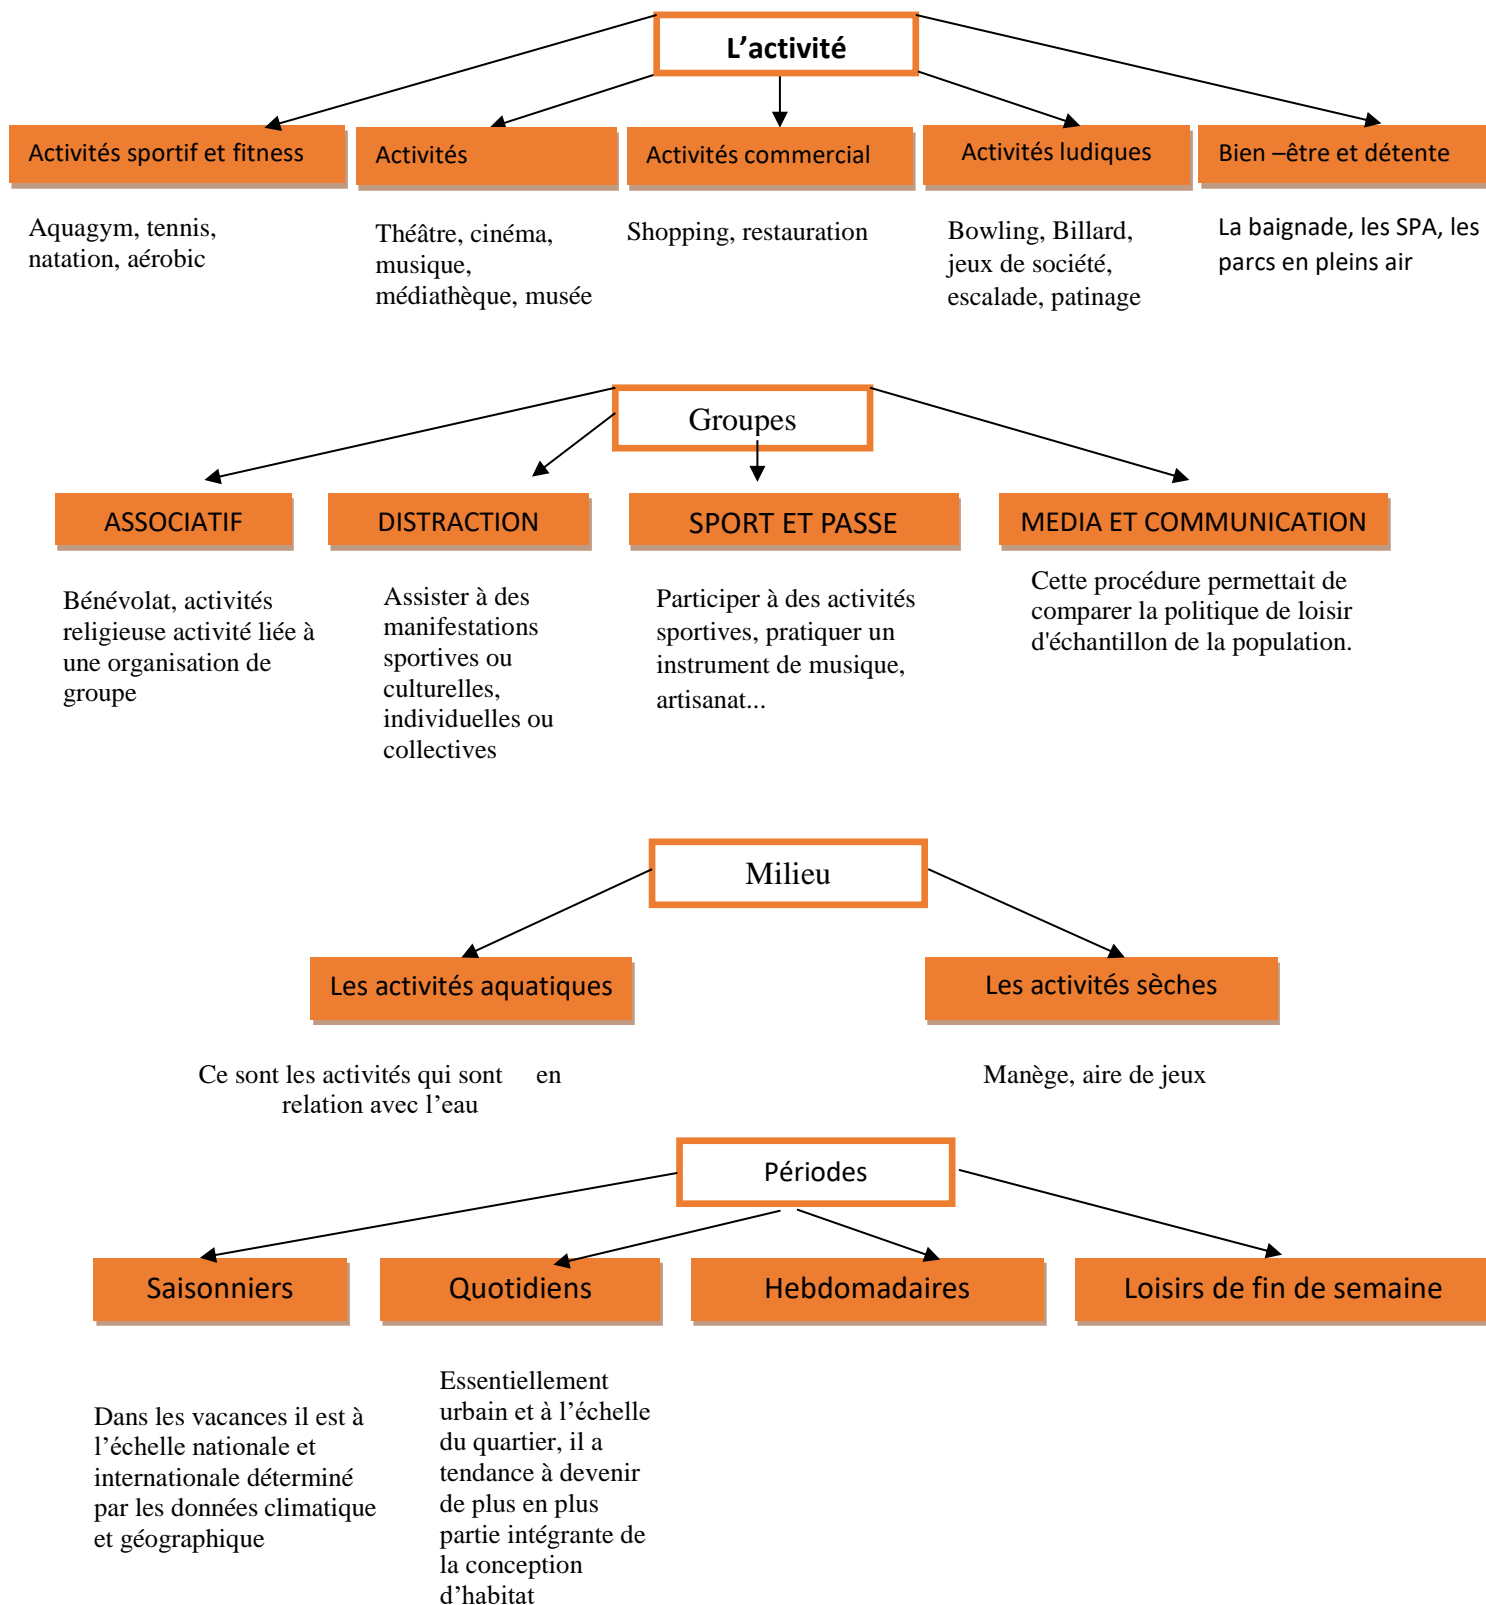 L’activité
Activités sportif et fitness
Activités
Activités commercial
Activités ludiques
Bien –être et détente
Aquagym, tennis,
natation, aérobic
Théâtre, cinéma,
musique,
médiathèque, musée
Shopping, restauration
Bowling, Billard,
jeux de société,
escalade, patinage
La baignade, les SPA, les
parcs en pleins air
Groupes
ASSOCIATIF
DISTRACTION
SPORT ET PASSE
MEDIA ET COMMUNICATION
Bénévolat, activités
religieuse activité liée à
une organisation de
groupe
Assister à des
manifestations
sportives ou
culturelles,
individuelles ou
collectives
Participer à des activités
sportives, pratiquer un
instrument de musique,
artisanat...
Cette procédure permettait de
comparer la politique de loisir
d'échantillon de la population.
Milieu
Les activités aquatiques
Les activités sèches
Ce sont les activités qui sont en
relation avec l’eau
Manège, aire de jeux
Périodes
Saisonniers
Quotidiens
Hebdomadaires
Loisirs de fin de semaine
Dans les vacances il est à
l’échelle nationale et
internationale déterminé
par les données climatique
et géographique
Essentiellement
urbain et à l’échelle
du quartier, il a
tendance à devenir
de plus en plus
partie intégrante de
la conception
d’habitat